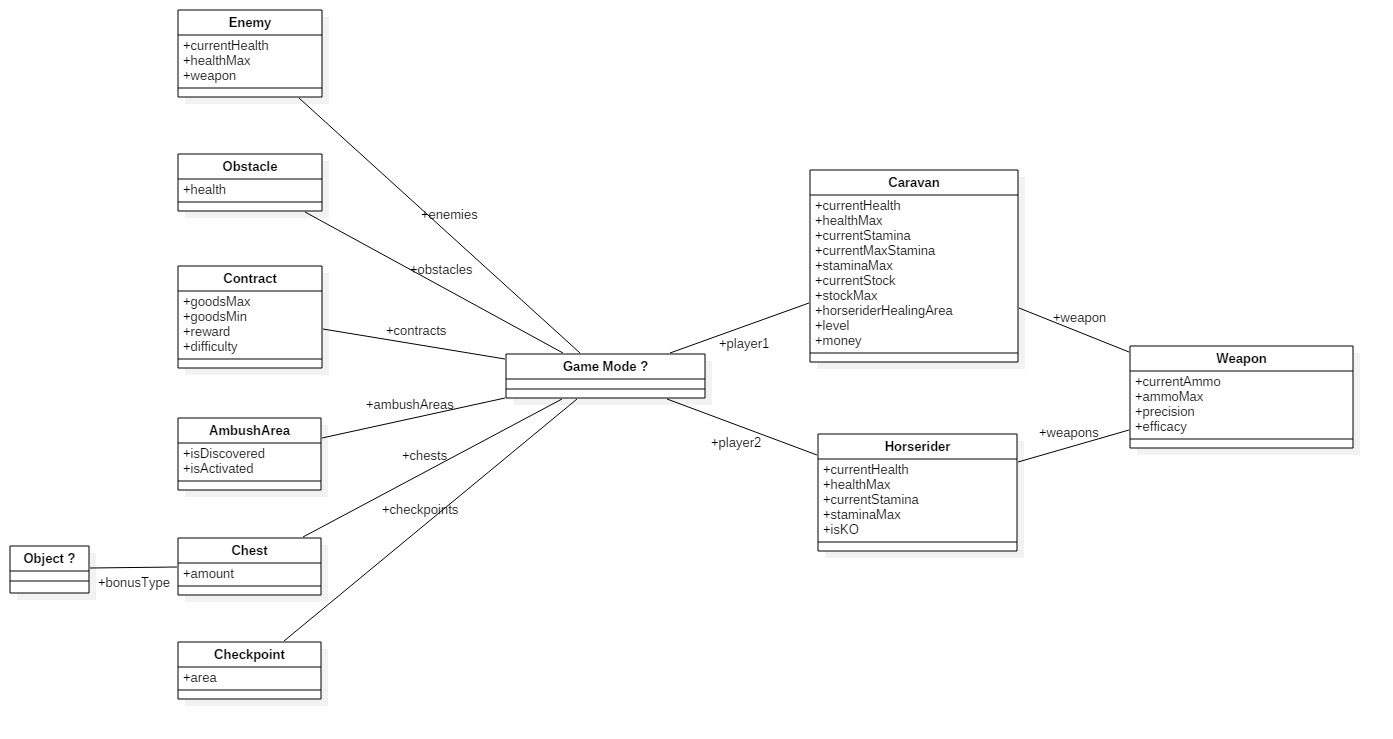 Enemy
+currentHealth
+healthMax
+weapon
Obstacle
+health
Contract
+goodsMax
+goodsMin
+reward
+difficulty
AmbushArea
+isDiscovered
+isActivated
Object ?
+bonusType
Chest
+amount
Checkpoint
+area
+enemies
+obstacles
+contracts
+ambushAreas
+chests
+checkpoints
Game Mode ?
+player1
+player2
Caravan
+currentHealth
+healthMax
+currentStamina
+currentMaxStamina
+staminaMax
+currentStock
+stockMax
+horseriderHealingArea
+level
+money
Horserider
+currentHealth
+healthMax
+currentStamina
+staminaMax
+isKO
+weapon
+weapons
Weapon
+currentAmmo
+ammoMax
+precision
+efficacy